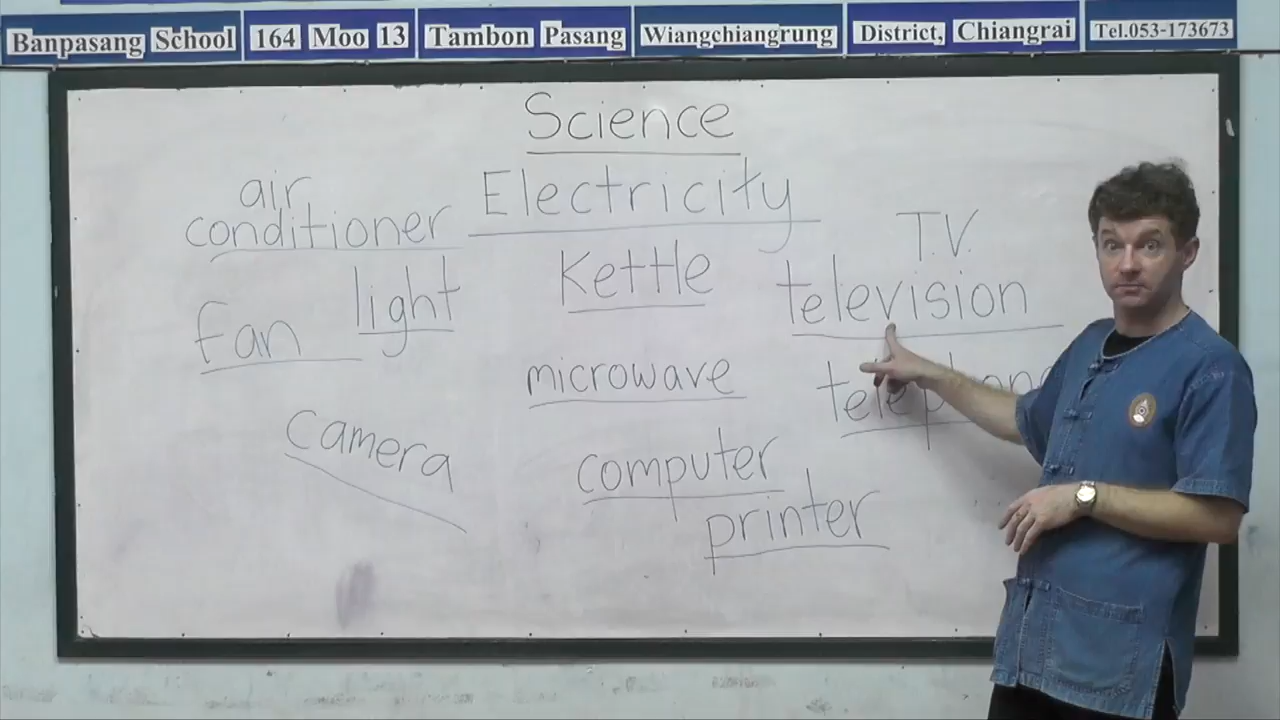 Banpasang School 164 Moo 13 Tambon Pasang Wiangchiangrung District, Chiangrai Tel.053-173673
Science
Electricity
air
conditioner
light
fan
camera
Kettle
microwave
computer
printer
T.V.
television